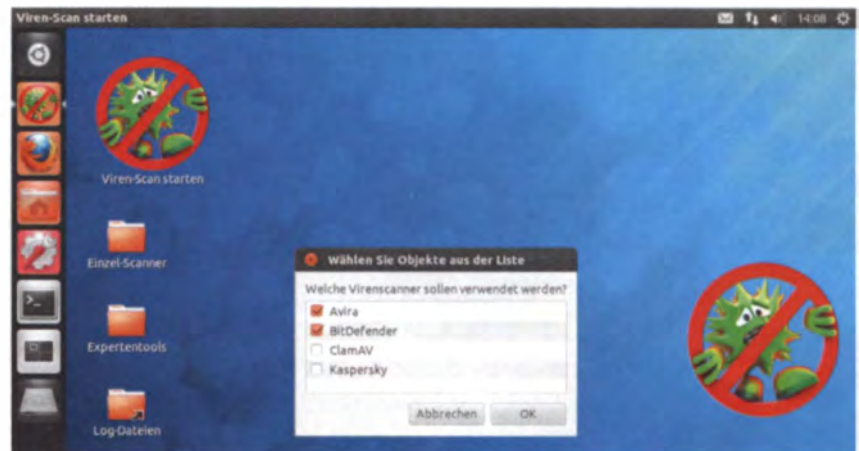 Viren-Scan starten
14:08
Viren-Scan starten
Einzel-Scanner
Expertentools
Log-Dateien
Wählen Sie Objekte aus der Liste
Welche Virenscanner sollen verwendet werden?
Avira
BitDefender
ClamAV
Kaspersky
Abbrechen
OK